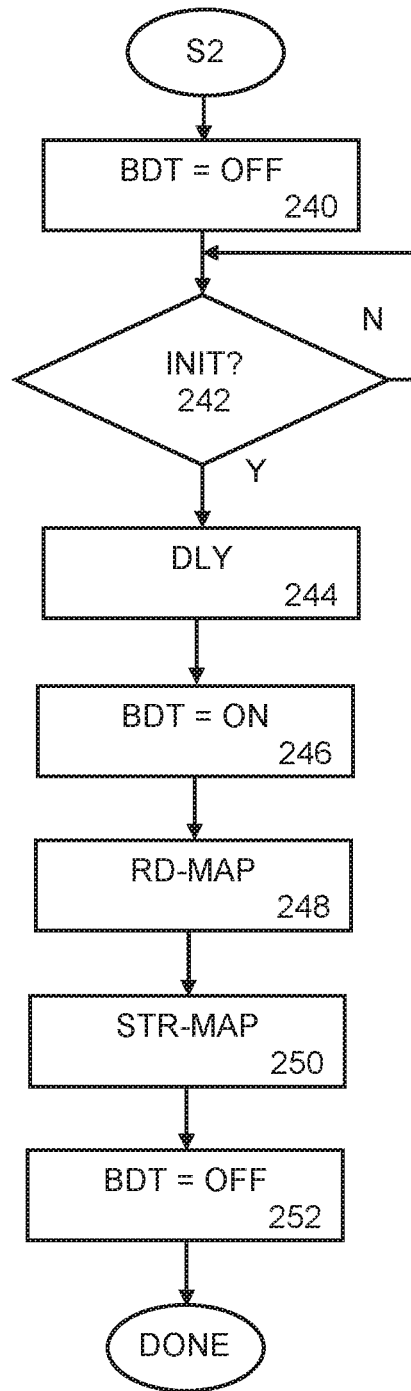 S2
BDT = OFF
240
N
INIT?
242
Y
DLY
244
BDT = ON
246
RD-MAP
248
STR-MAP
250
BDT = OFF
252
DONE